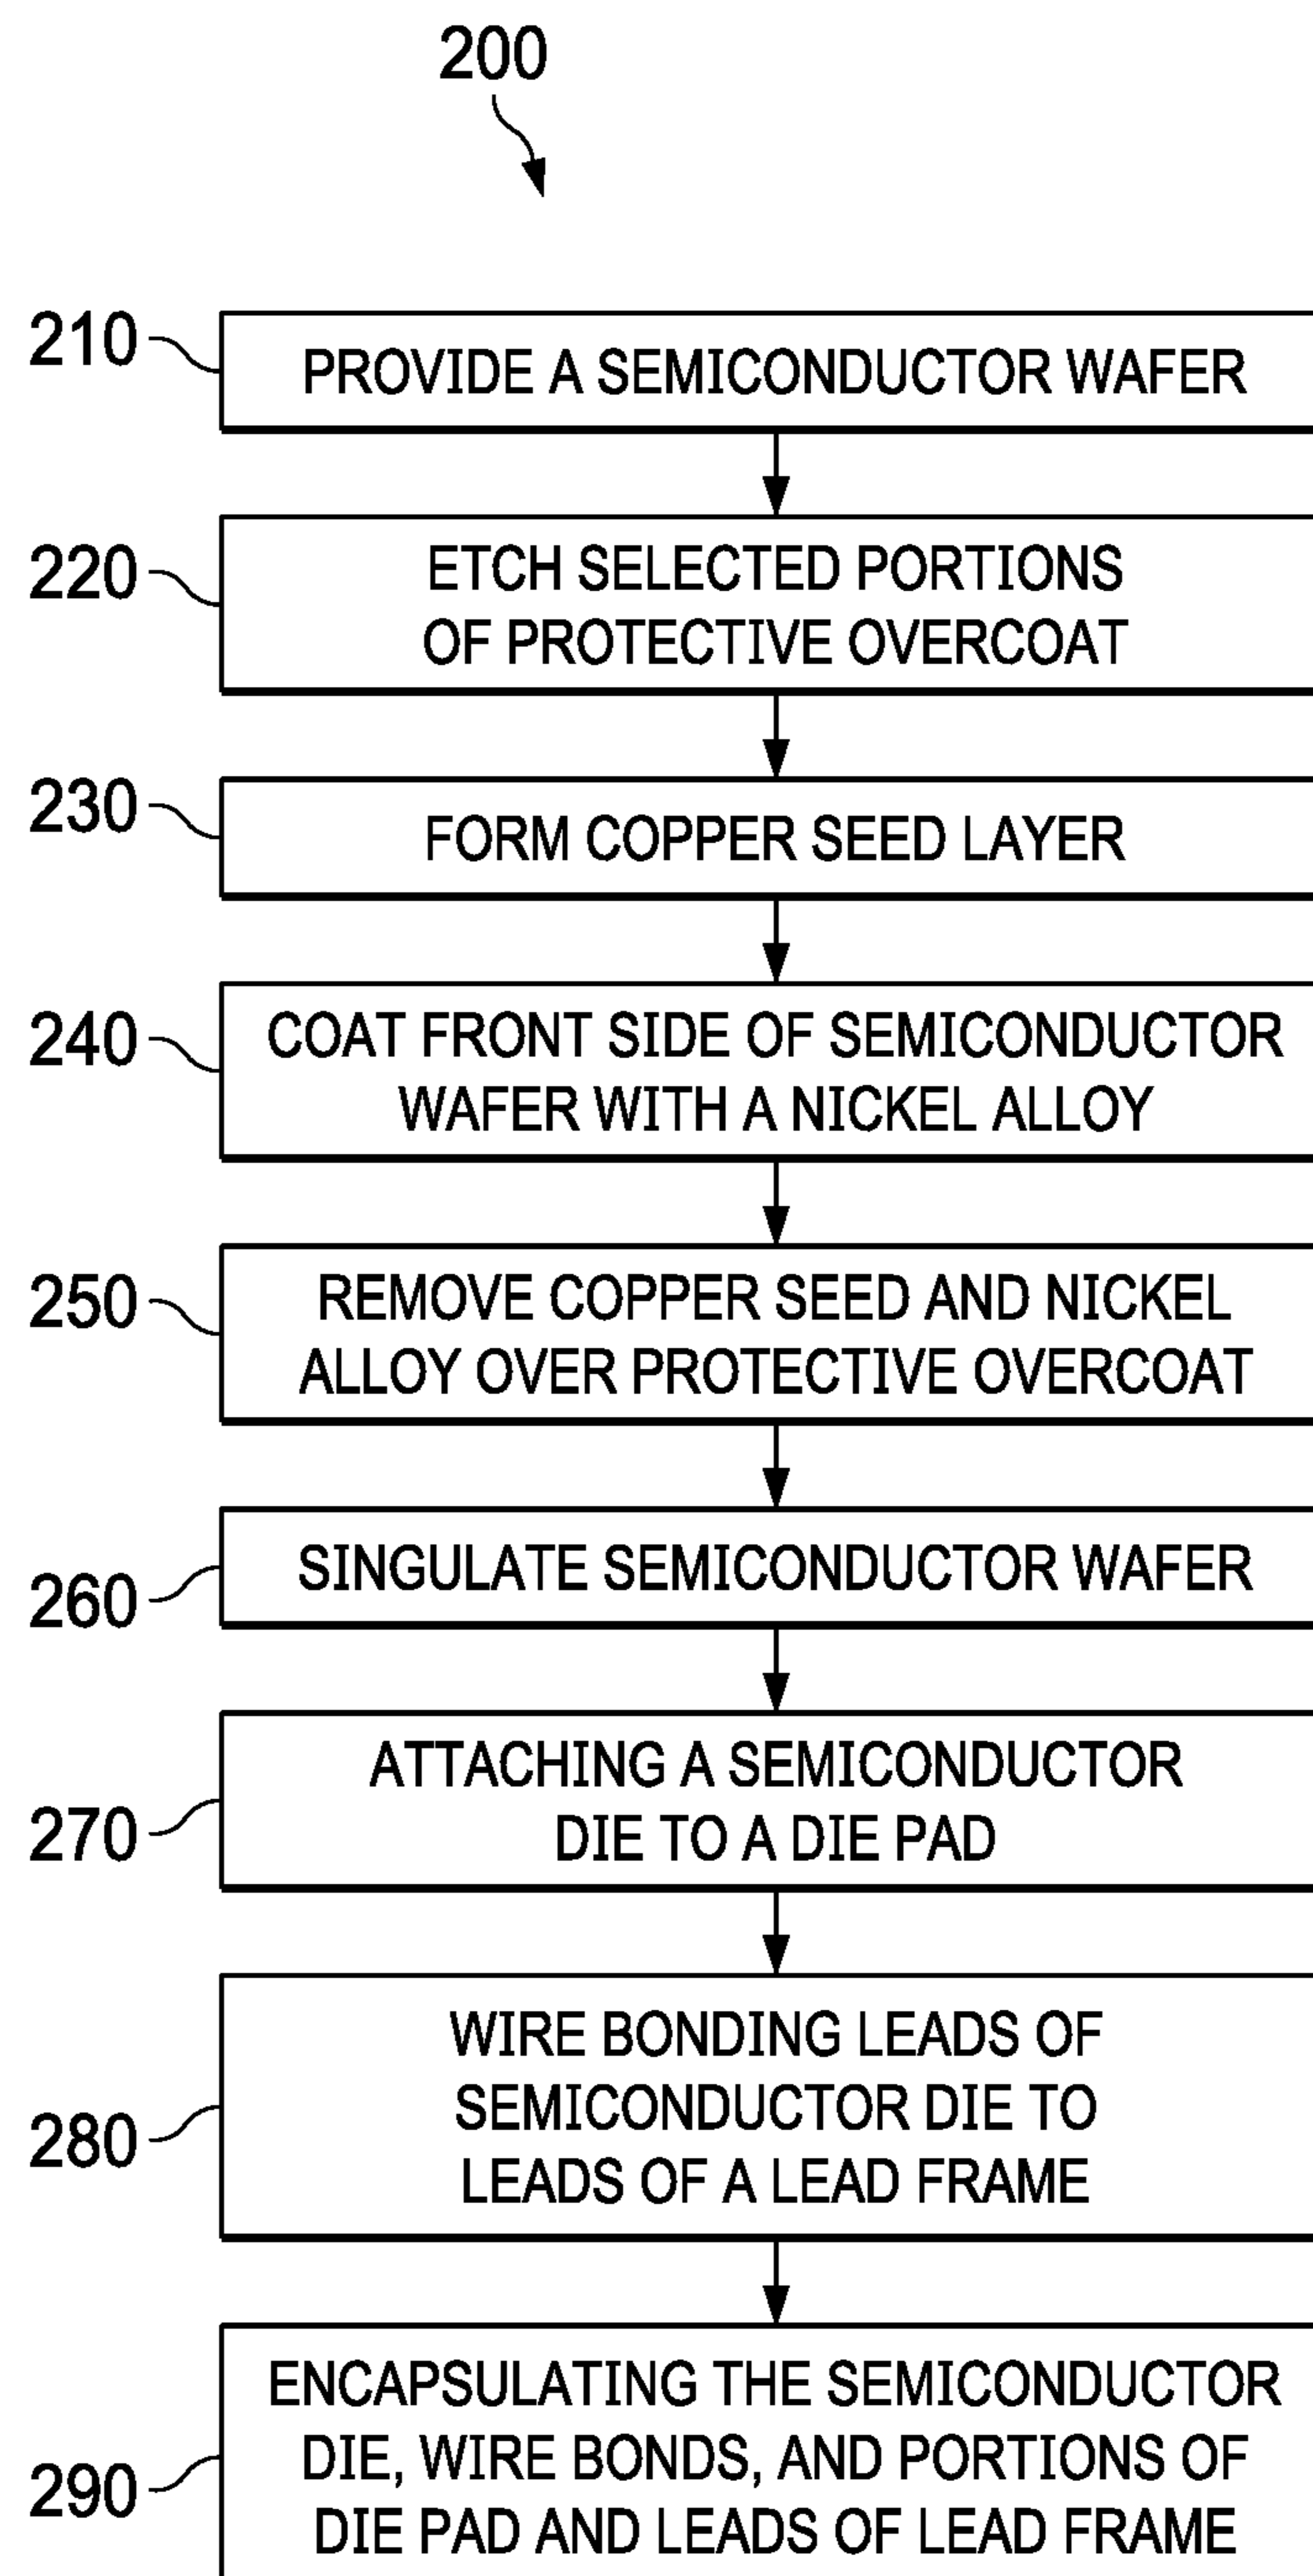 200
210
PROVIDE A SEMICONDUCTOR WAFER
220
ETCH SELECTED PORTIONS
OF PROTECTIVE OVERCOAT
230
FORM COPPER SEED LAYER
240
COAT FRONT SIDE OF SEMICONDUCTOR
WAFER WITH A NICKEL ALLOY
250
REMOVE COPPER SEED AND NICKEL
ALLOY OVER PROTECTIVE OVERCOAT
260
SINGULATE SEMICONDUCTOR WAFER
270
ATTACHING A SEMICONDUCTOR
DIE TO A DIE PAD
280
WIRE BONDING LEADS OF
SEMICONDUCTOR DIE TO
LEADS OF A LEAD FRAME
290
ENCAPSULATING THE SEMICONDUCTOR
DIE, WIRE BONDS, AND PORTIONS OF
DIE PAD AND LEADS OF LEAD FRAME